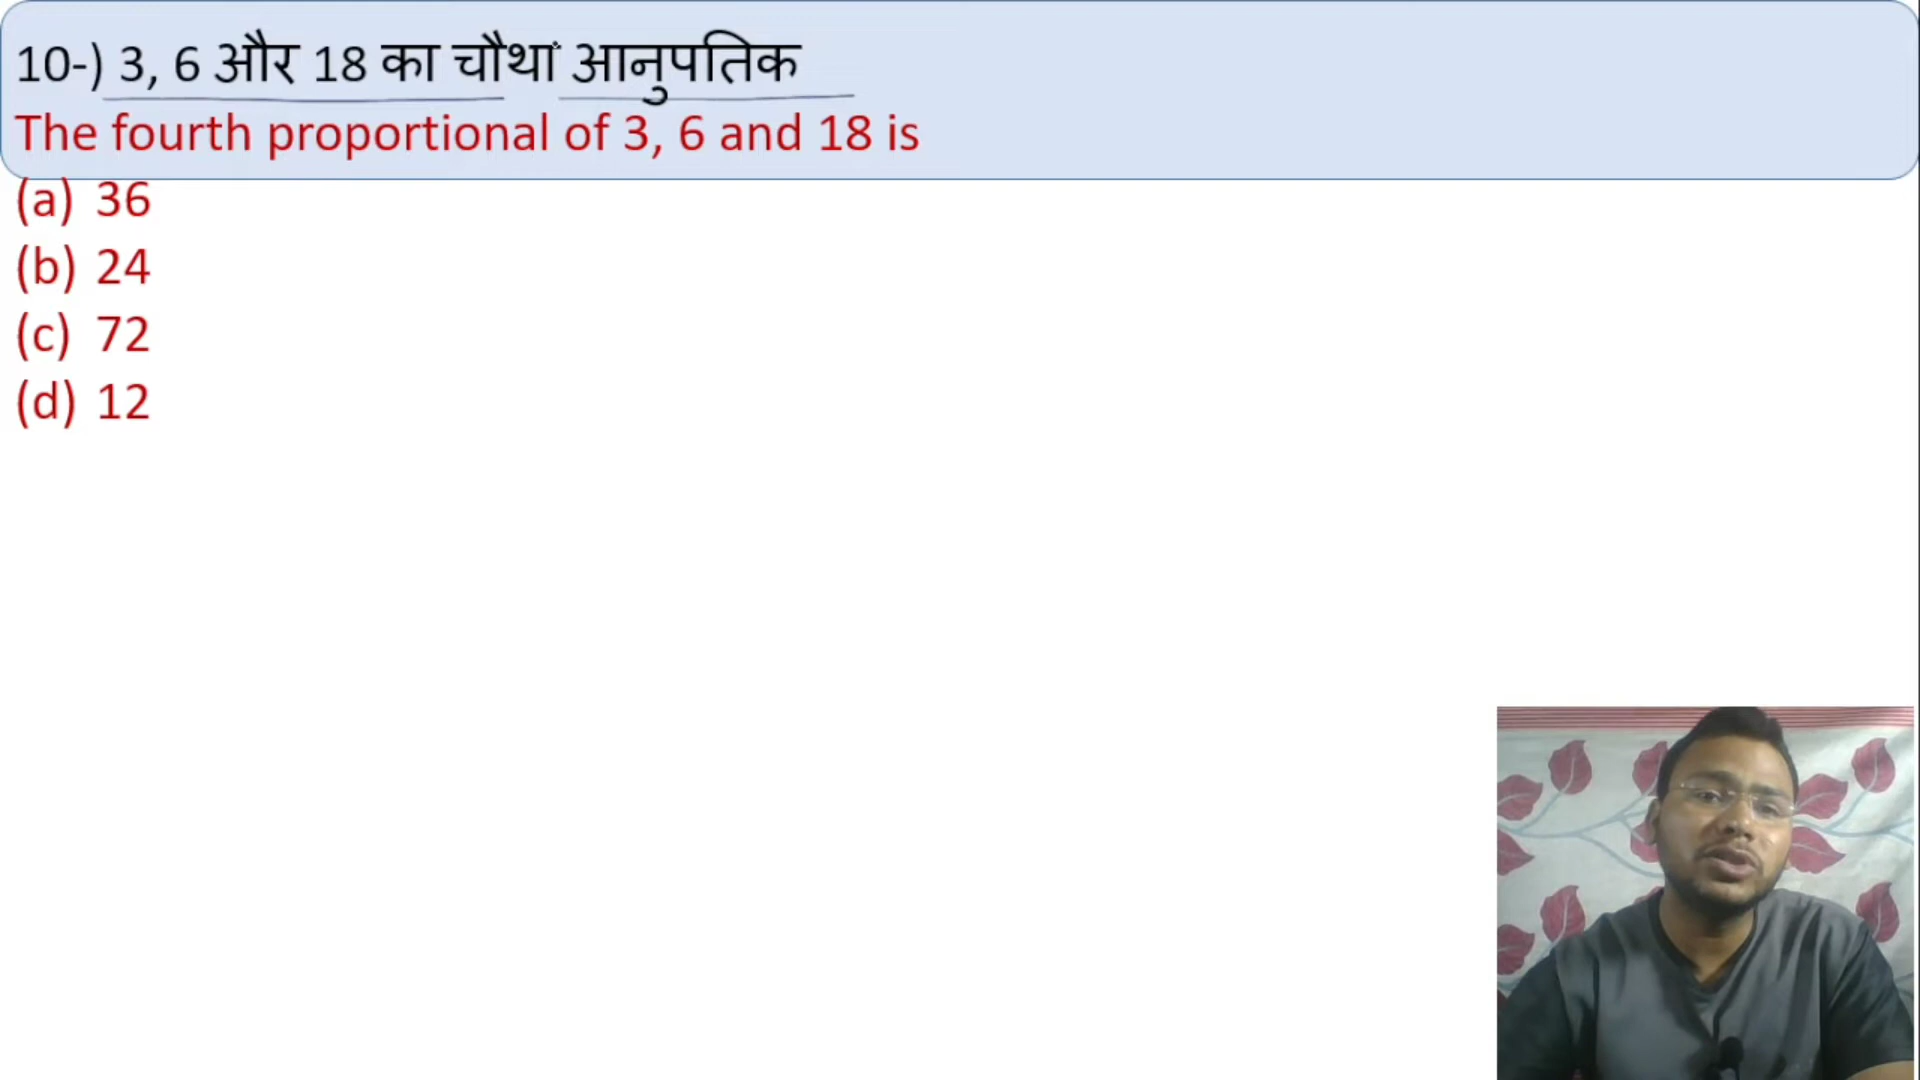 10-) 3, 6 और 18 का चौथा आनुपतिक
The fourth proportional of 3, 6 and 18 is
(a) 36
(b) 24
(c) 72
(d) 12